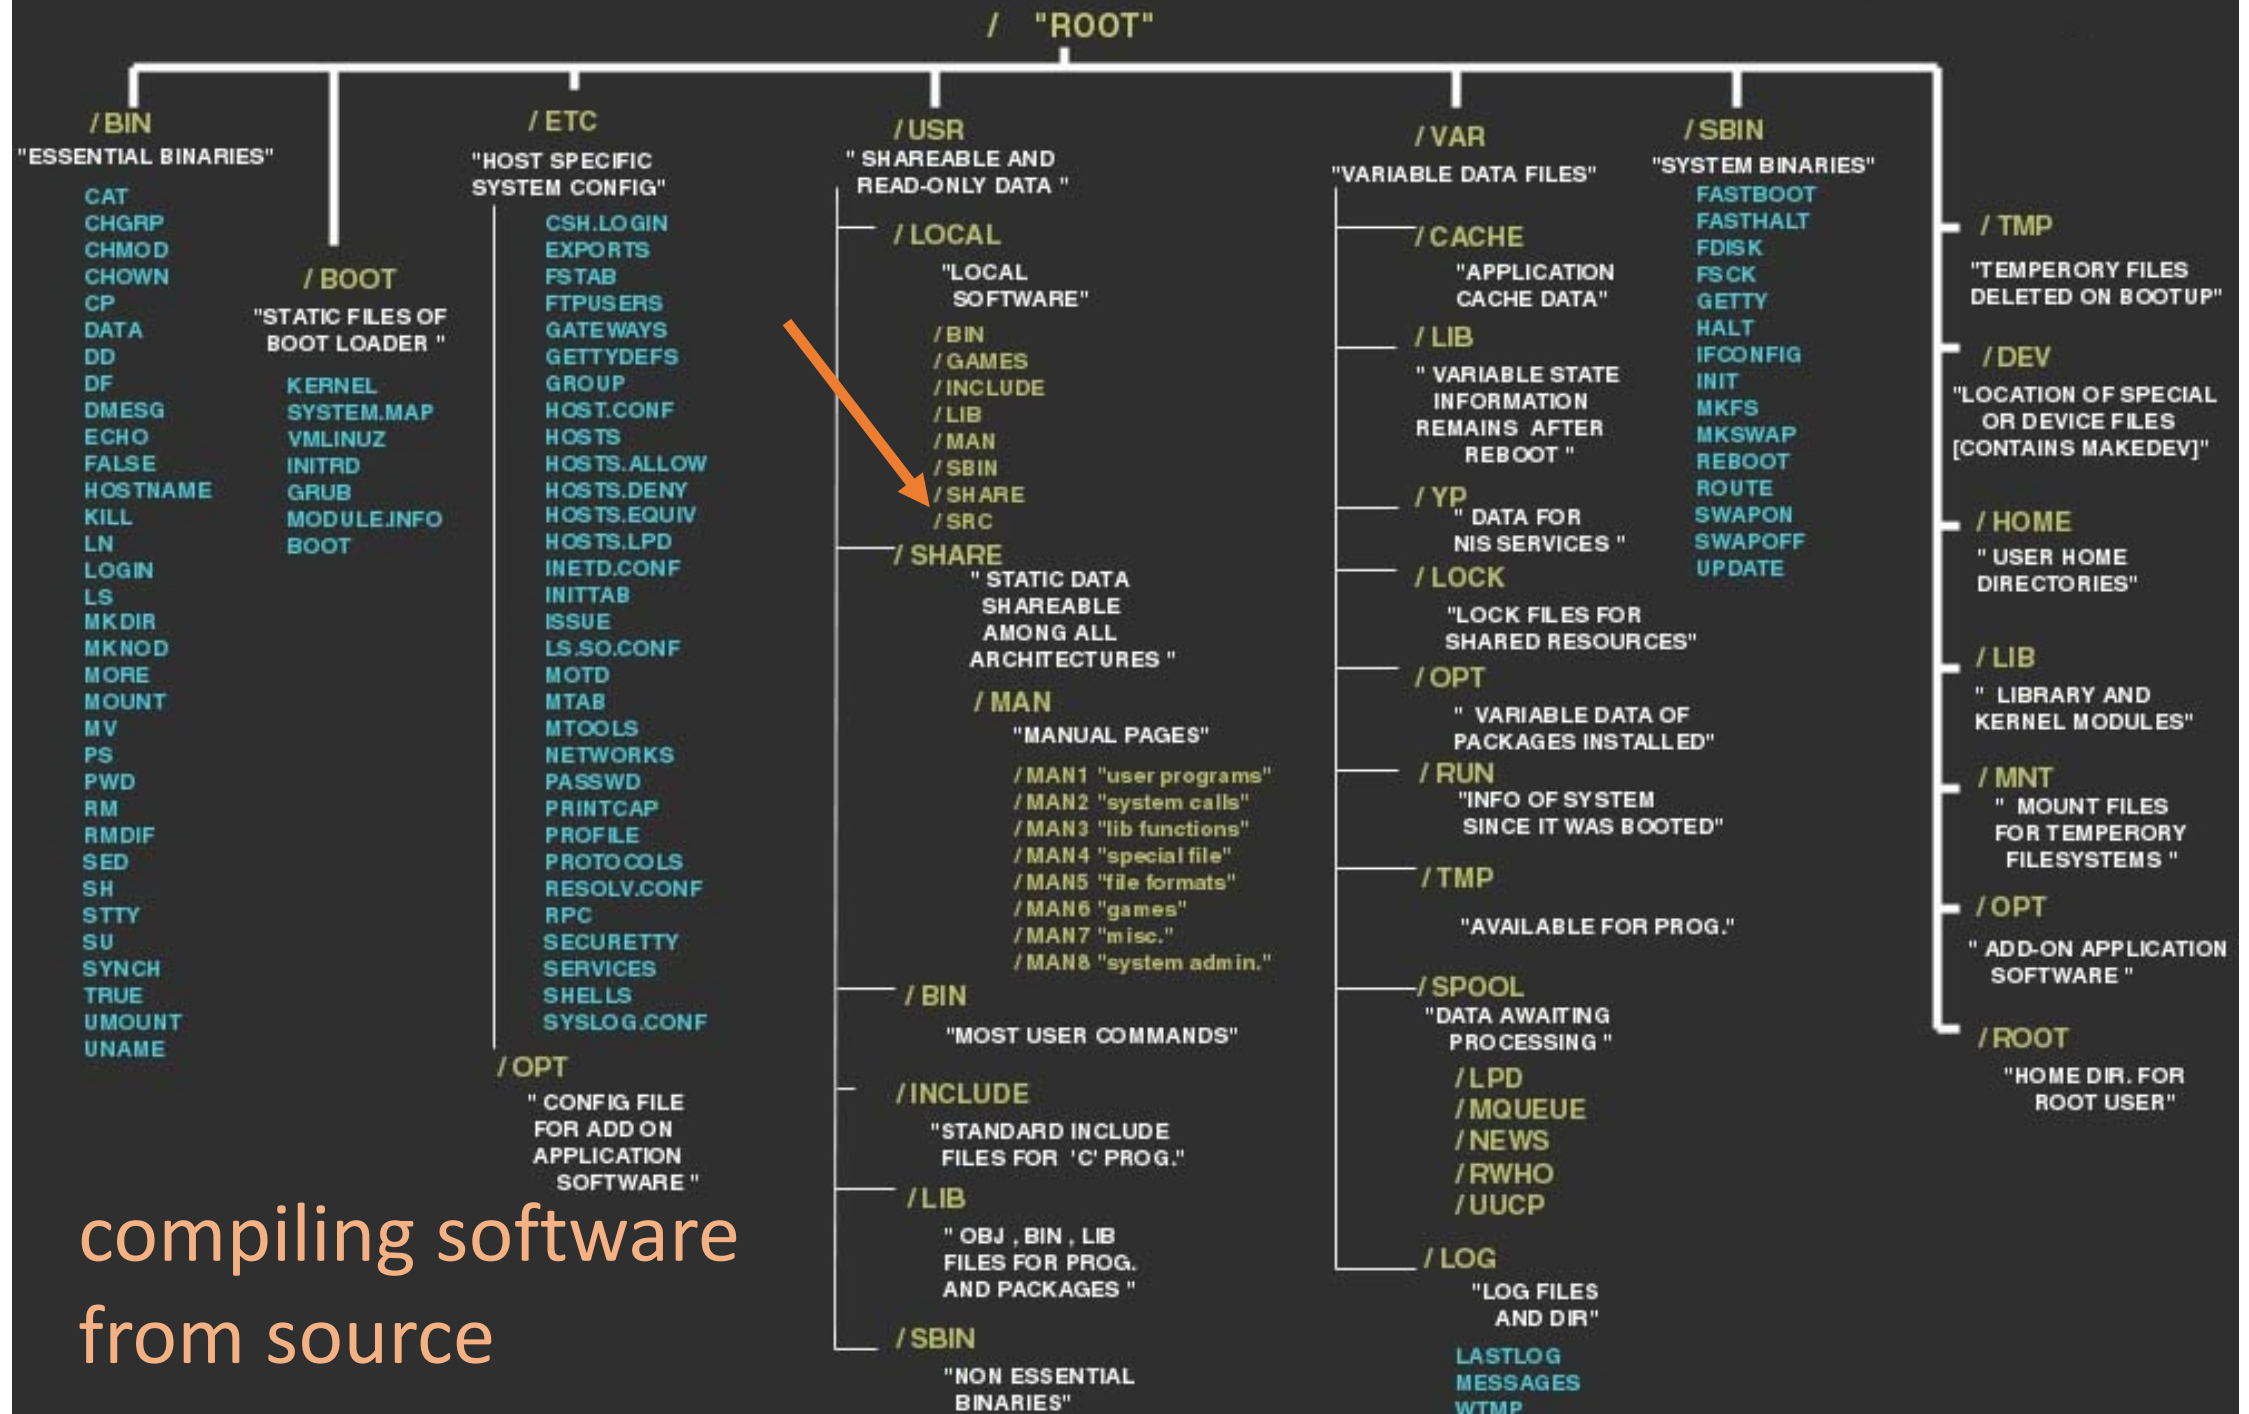 / "ROOT"
/ BIN
"ESSENTIAL BINARIES"
CAT
CHGRP
CHMOD
CHOWN
CP
DATA
DD
DF
DMESG
ECHO
FALSE
HOSTNAME
KILL
LN
LOGIN
LS
MKDIR
MKNOD
MORE
MOUNT
MV
PS
PWD
RM
RMDIF
SED
SH
STTY
SU
SYNCH
TRUE
UMOUNT
UNAME
/ BOOT
"STATIC FILES OF
BOOT LOADER "
KERNEL
SYSTEM.MAP
VMLINUZ
INITRD
GRUB
MODULE.INFO
BOOT
/ ETC
"HOST SPECIFIC
SYSTEM CONFIG"
CSH.LOGIN
EXPORTS
FSTAB
FTPUSERS
GATEWAYS
GETTYDEFS
GROUP
HOST.CONF
HOSTS
HOSTS.ALLOW
HOSTS.DENY
HOSTS.EQUIV
HOSTS.LPD
INETD.CONF
INITTAB
ISSUE
LS.SO.CONF
MOTD
MTAB
MTOOLS
NETWORKS
PASSWD
PRINTCAP
PROFILE
PROTOCOLS
RESOLV.CONF
RPC
SECURETTY
SERVICES
SHELLS
SYSLOG.CONF
/ OPT
" CONFIG FILE
FOR ADD ON
APPLICATION
SOFTWARE "
/ USR
" SHAREABLE AND
READ-ONLY DATA "
/ LOCAL
"LOCAL
SOFTWARE"
/ BIN
/ GAMES
/ INCLUDE
/ LIB
/ MAN
/ SBIN
/ SHARE
/ SRC
/ SHARE
" STATIC DATA
SHAREABLE
AMONG ALL
ARCHITECTURES "
/ MAN
"MANUAL PAGES"
/ MAN1 "user programs"
/ MAN2 "system calls"
/ MAN3 "lib functions"
/ MAN4 "special file"
/ MAN5 "file formats"
/ MAN6 "games"
/ MAN7 "misc."
/ MAN8 "system admin."
/ BIN
"MOST USER COMMANDS"
/ INCLUDE
"STANDARD INCLUDE
FILES FOR 'C' PROG."
/ LIB
" OBJ , BIN , LIB
FILES FOR PROG.
AND PACKAGES "
/ SBIN
"NON ESSENTIAL
BINARIES"
/ VAR
"VARIABLE DATA FILES"
/ CACHE
"APPLICATION
CACHE DATA"
/ LIB
" VARIABLE STATE
INFORMATION
REMAINS AFTER
REBOOT "
/ YP
" DATA FOR
NIS SERVICES "
/ LOCK
"LOCK FILES FOR
SHARED RESOURCES"
/ OPT
" VARIABLE DATA OF
PACKAGES INSTALLED"
/ RUN
"INFO OF SYSTEM
SINCE IT WAS BOOTED"
/ TMP
"AVAILABLE FOR PROG."
/ SPOOL
"DATA AWAITING
PROCESSING "
/ LPD
/ MQUEUE
/ NEWS
/ RWHO
/ UUCP
/ LOG
"LOG FILES
AND DIR"
LASTLOG
MESSAGES
WTMP
/ SBIN
"SYSTEM BINARIES"
FASTBOOT
FASTHALT
FDISK
FSCK
GETTY
HALT
IFCONFIG
INIT
MKFS
MKSWAP
REBOOT
ROUTE
SWAPON
SWAPOFF
UPDATE
/ TMP
"TEMPERORY FILES
DELETED ON BOOTUP"
/ DEV
"LOCATION OF SPECIAL
OR DEVICE FILES
[CONTAINS MAKEDEV]"
/ HOME
" USER HOME
DIRECTORIES"
/ LIB
" LIBRARY AND
KERNEL MODULES"
/ MNT
" MOUNT FILES
FOR TEMPERORY
FILESYSTEMS "
/ OPT
" ADD-ON APPLICATION
SOFTWARE "
/ ROOT
"HOME DIR. FOR
ROOT USER"
compiling software
from source